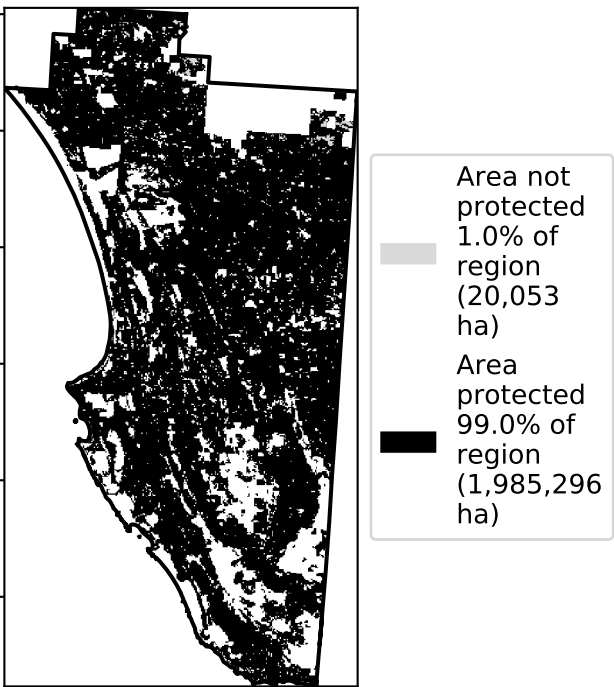 Area not
protected
1.0% of
region
(20,053
ha)
Area
protected
99.0% of
region
(1,985,296
ha)